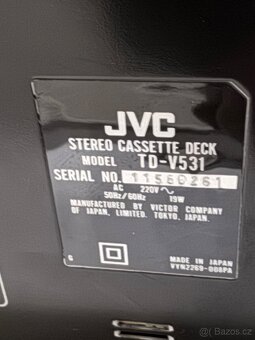 JVC
STEREO CASSETTE DECK
MODEL TD-V531
SERIAL NO. 11560261
AC 220V~ 19W
50Hz/60Hz
MANUFACTURED BY VICTOR COMPANY
OF JAPAN, LIMITED. TOKYO. JAPAN.
G
MADE IN JAPAN
VYN2269-008PA
Bazoš.cz